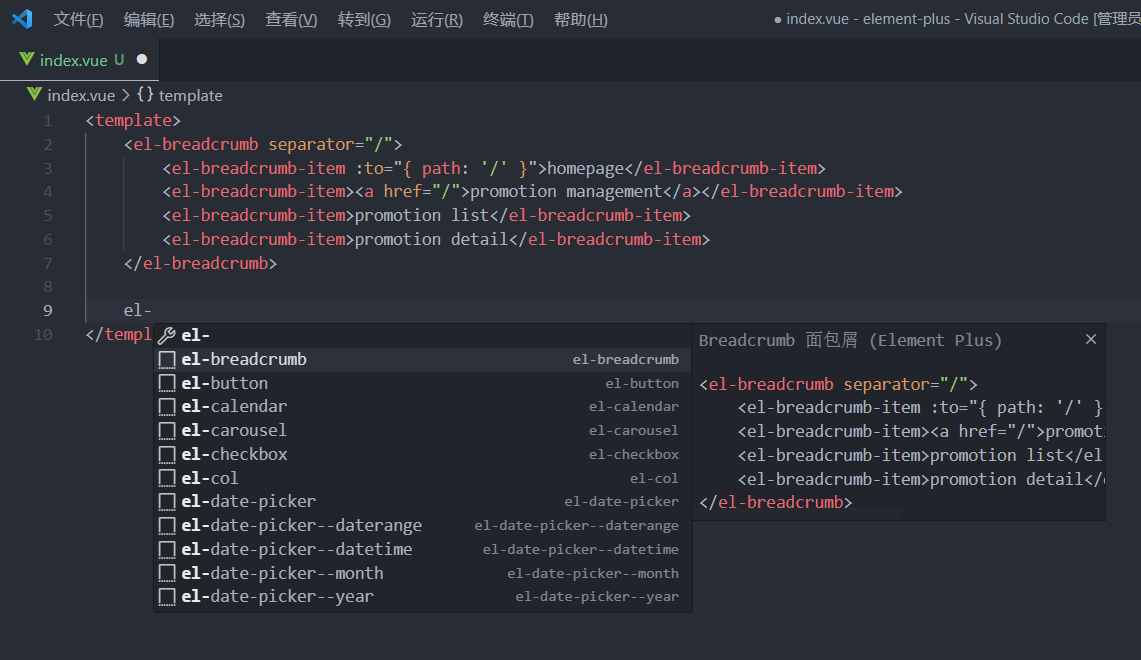 文件(F) 编辑(E) 选择(S) 查看(V) 转到(G) 运行(R) 终端(T) 帮助(H) ● index.vue - element-plus - Visual Studio Code [管理员
index.vue U ●
index.vue > {} template
1 <template>
2 <el-breadcrumb separator="/">
3 <el-breadcrumb-item :to="{ path: '/' }">homepage</el-breadcrumb-item>
4 <el-breadcrumb-item><a href="/">promotion management</a></el-breadcrumb-item>
5 <el-breadcrumb-item>promotion list</el-breadcrumb-item>
6 <el-breadcrumb-item>promotion detail</el-breadcrumb-item>
7 </el-breadcrumb>
8
9 el-
10 </templ
el-
el-breadcrumb el-breadcrumb
el-button el-button
el-calendar el-calendar
el-carousel el-carousel
el-checkbox el-checkbox
el-col el-col
el-date-picker el-date-picker
el-date-picker--daterange el-date-picker--daterange
el-date-picker--datetime el-date-picker--datetime
el-date-picker--month el-date-picker--month
el-date-picker--year el-date-picker--year
Breadcrumb 面包屑 (Element Plus) ×
<el-breadcrumb separator="/">
<el-breadcrumb-item :to="{ path: '/' }
<el-breadcrumb-item><a href="/">promot
<el-breadcrumb-item>promotion list</el
<el-breadcrumb-item>promotion detail</
</el-breadcrumb>